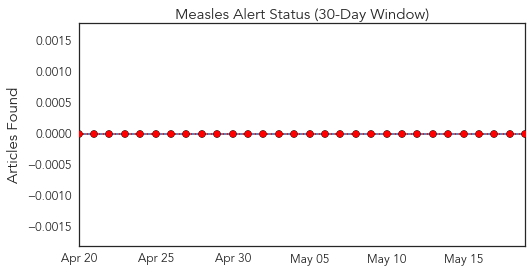 Measles Alert Status (30-Day Window)
Articles Found
0.0015
0.0010
0.0005
0.0000
−0.0005
−0.0010
−0.0015
Apr 20 Apr 25 Apr 30 May 05 May 10 May 15